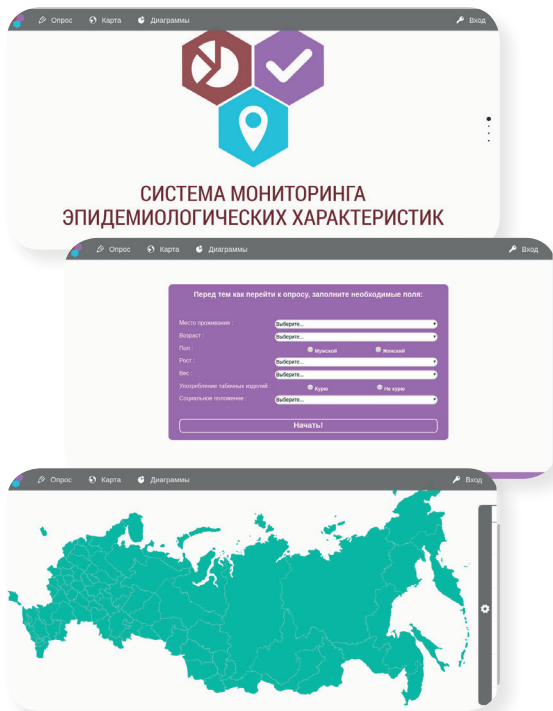 Опрос Карта Диаграммы Вход
СИСТЕМА МОНИТОРИНГА
ЭПИДЕМИОЛОГИЧЕСКИХ ХАРАКТЕРИСТИК
Опрос Карта Диаграммы Вход
Перед тем как перейти к опросу, заполните необходимые поля:
Место проживания : Выберите...
Возраст : Выберите...
Пол : Мужской Женский
Рост : Выберите...
Вес : Выберите...
Употребление табачных изделий : Курю Не курю
Социальное положение : Выберите...
Начать!
Опрос Карта Диаграммы Вход